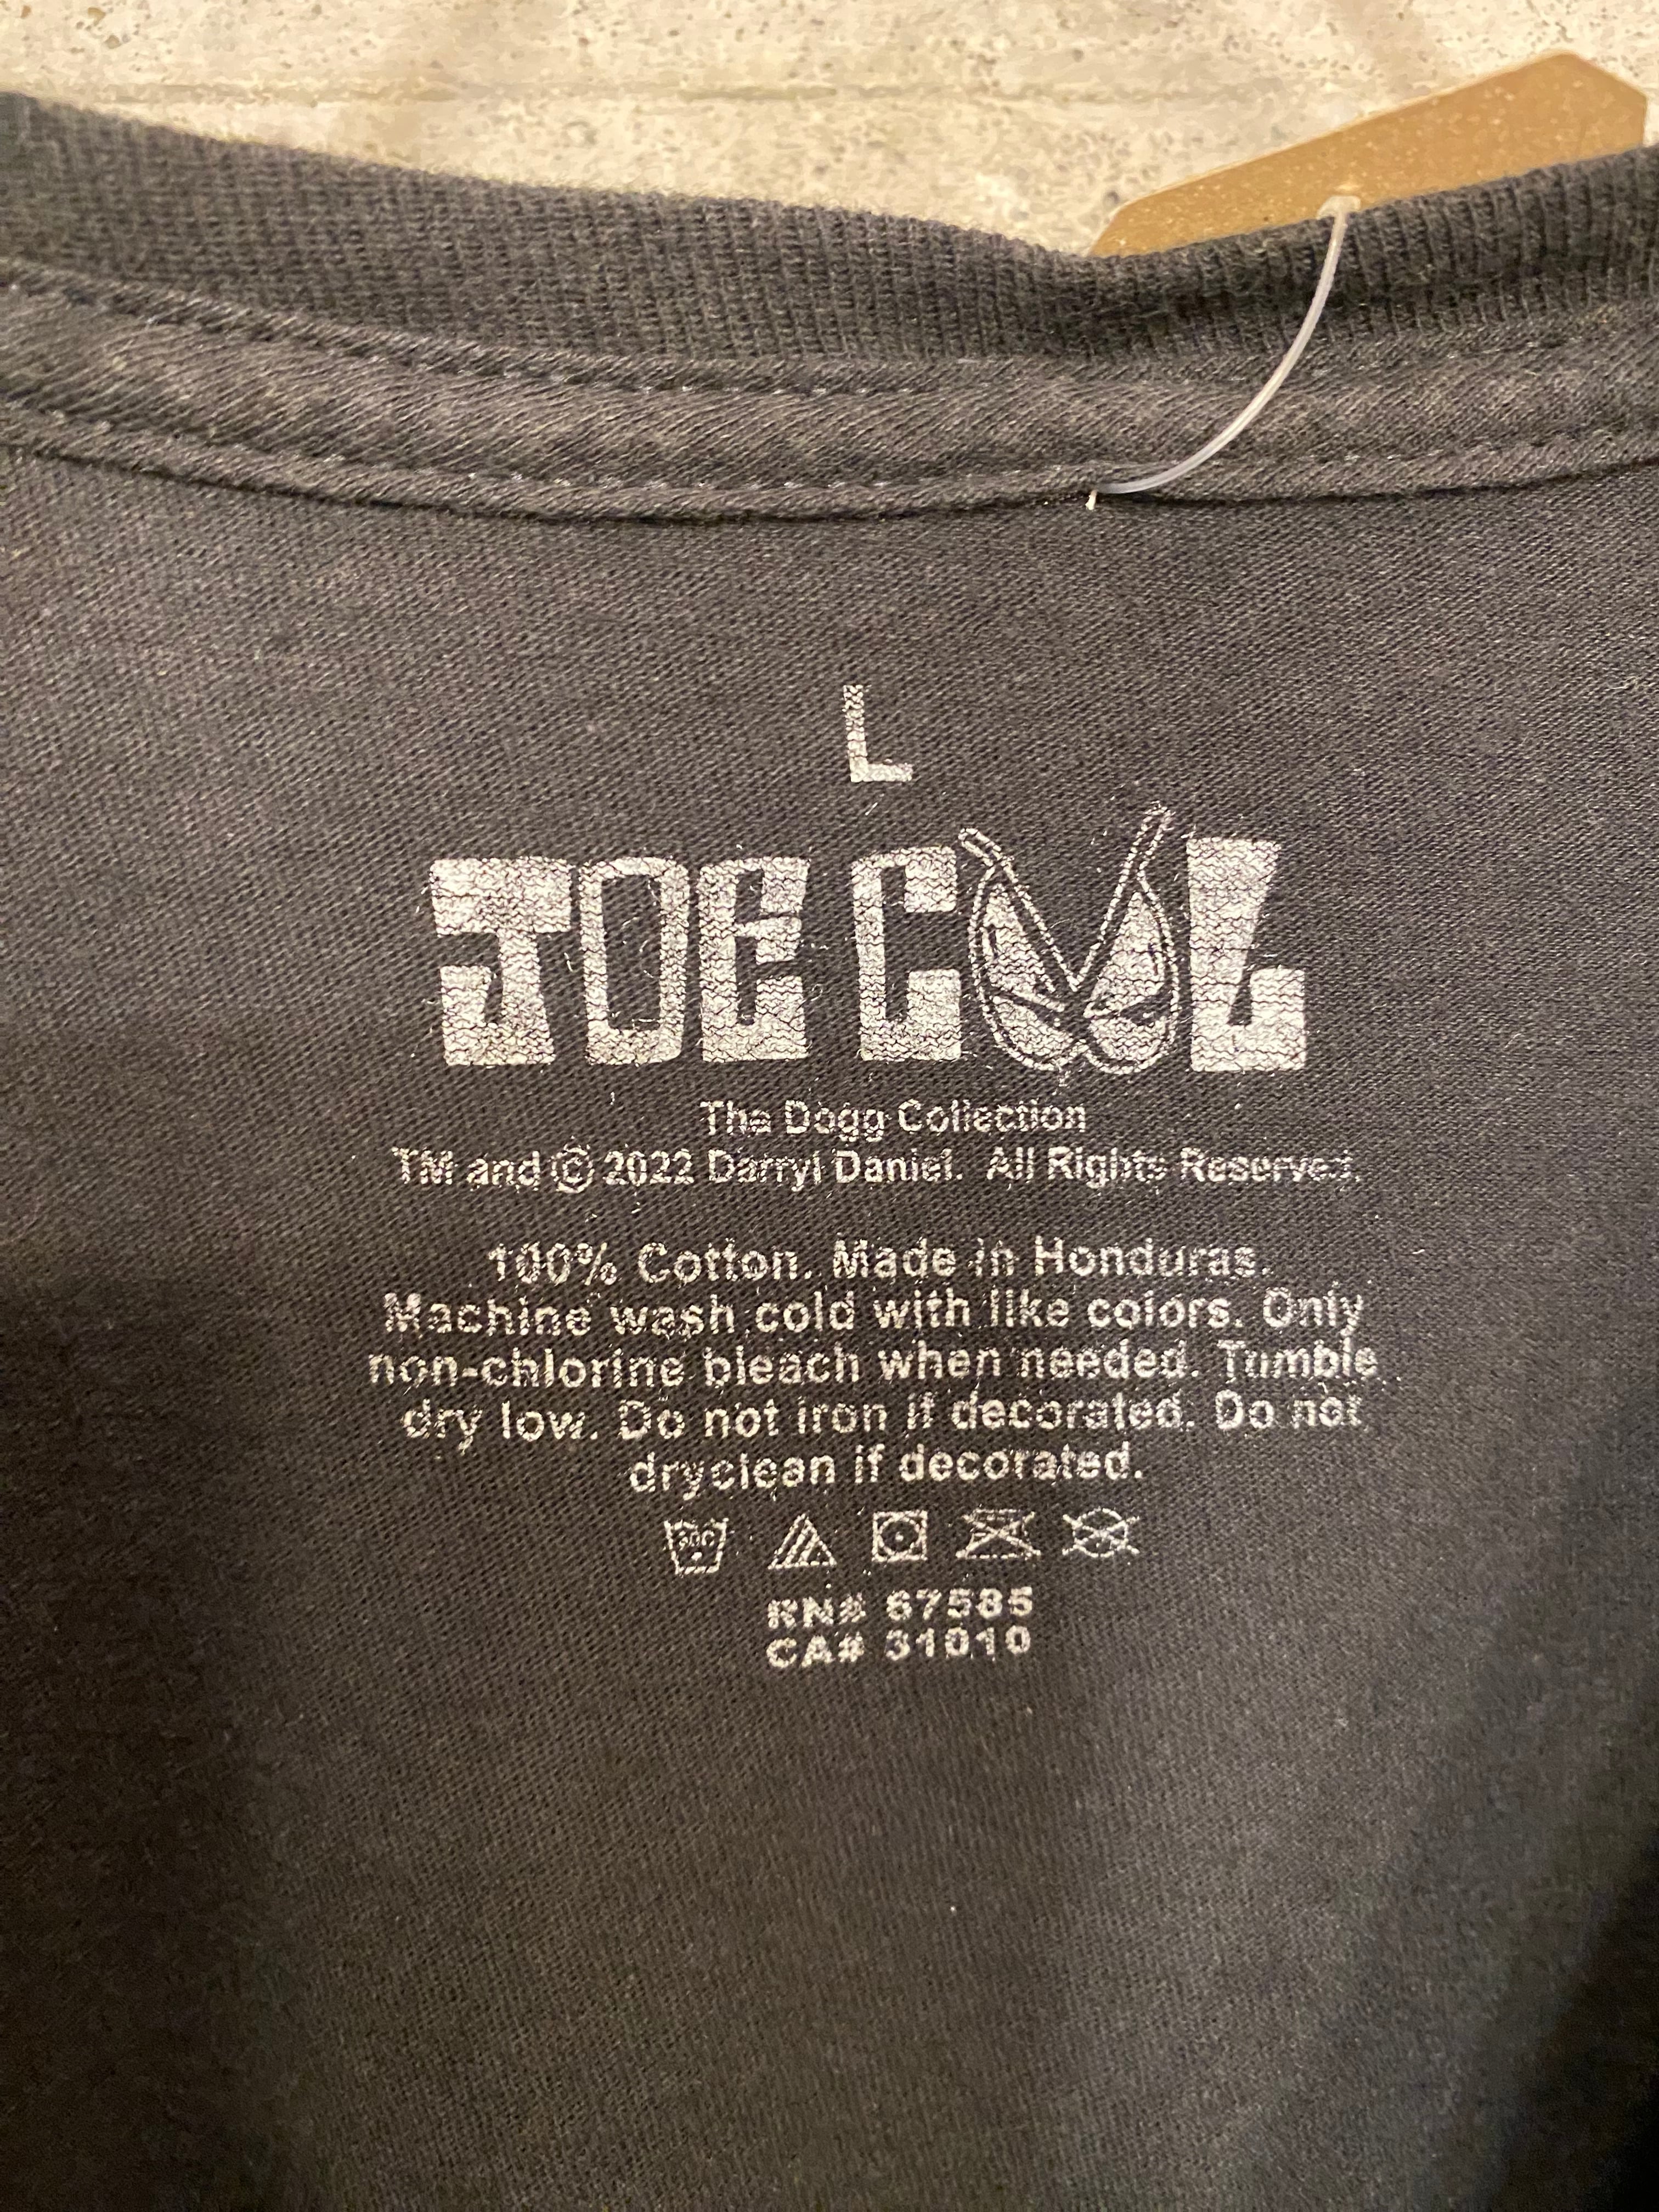 L
JOE COOL
Tha Dogg Collection
TM and © 2022 Darryl Daniel. All Rights Reserved.
100% Cotton. Made in Honduras.
Machine wash cold with like colors. Only
non-chlorine bleach when needed. Tumble
dry low. Do not iron if decorated. Do not
dryclean if decorated.
30C
RN# 67585
CA# 31010